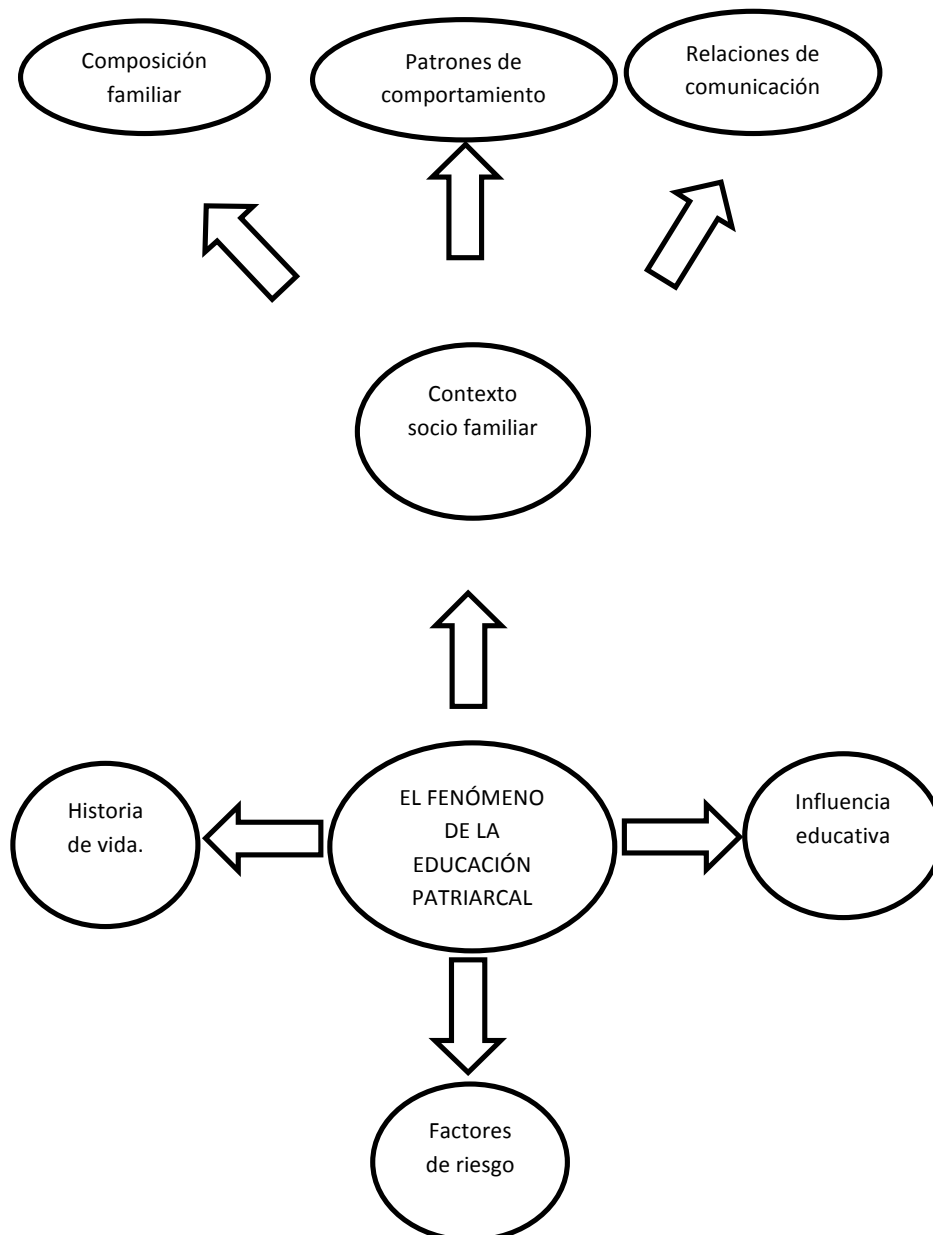 Composición
familiar
Patrones de
comportamiento
Relaciones de
comunicación
Contexto
socio familiar
Historia
de vida.
EL FENÓMENO
DE LA
EDUCACIÓN
PATRIARCAL
Influencia
educativa
Factores
de riesgo